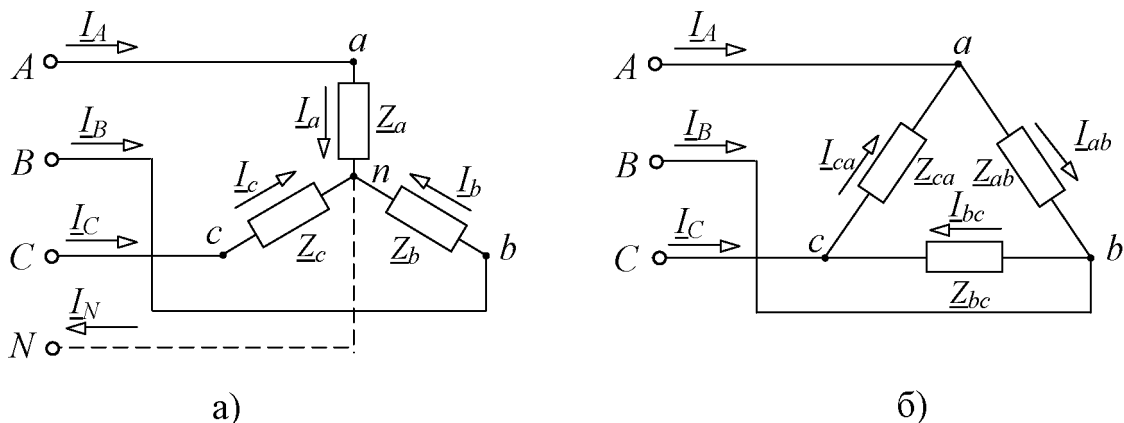 I_A
a
A
I_a
Z_a
I_B
B
n
I_c
I_b
I_C
c
Z_c
Z_b
b
C
I_N
N
а)
I_A
a
A
I_B
B
I_ca
Z_ca
Z_ab
I_ab
I_C
I_bc
c
b
C
Z_bc
б)